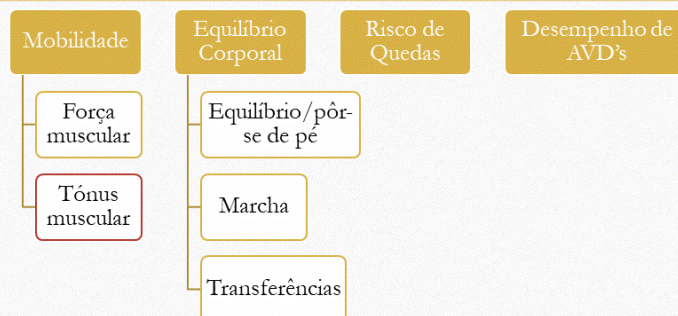 Mobilidade
Força
muscular
Tónus
muscular
Equilíbrio
Corporal
Equilíbrio/pôr-
se de pé
Marcha
Transferências
Risco de
Quedas
Desempenho de
AVD’s